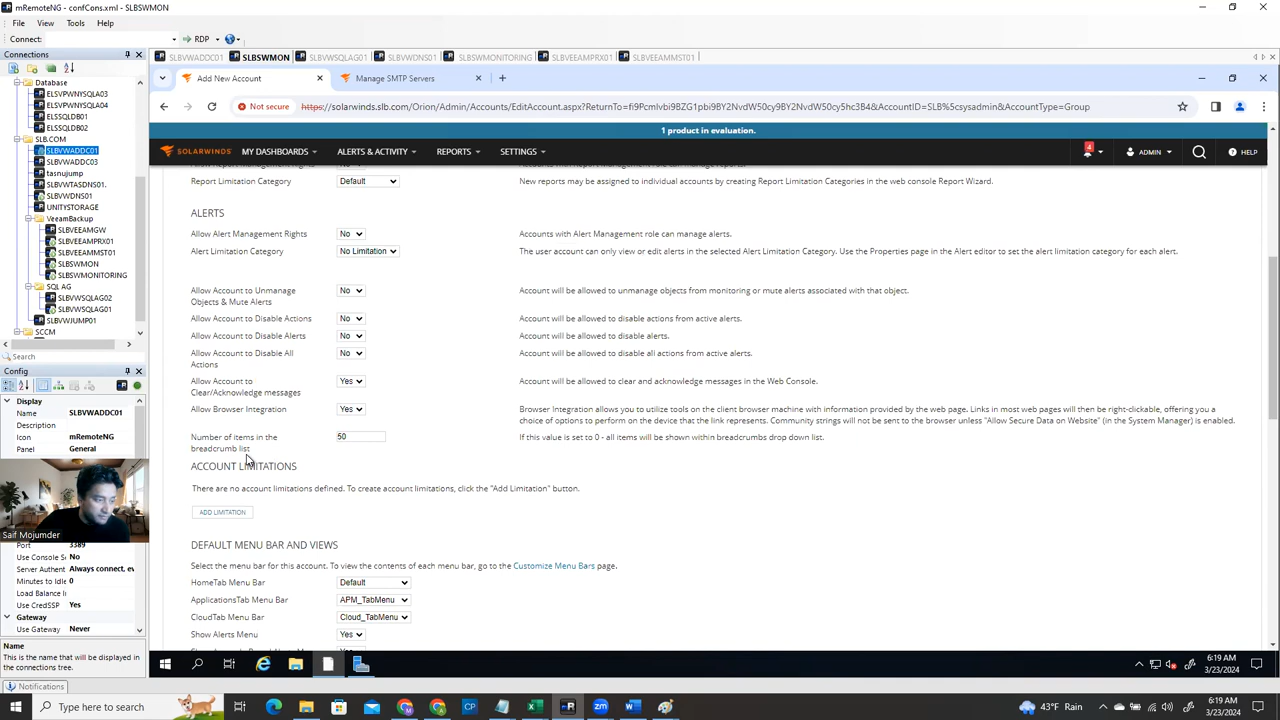 mRemoteNG - confCons.xml - SLBSWMON
File View Tools Help
Connect: RDP
Connections
SLBVWADDC01 SLBSWMON SLBVWSQLAG01 SLBVWDNS01 SLBSWMONITORING SLBVEEAMPRX01 SLBVEEAMMST01
Add New Account
Manage SMTP Servers
Not secure https://solarwinds.slb.com/Orion/Admin/Accounts/EditAccount.aspx?ReturnTo=fi9Pcmlvbi9BZG1pbi9BY2NvdW50cy9BY2NvdW50cy5hc3B4&AccountID=SLB%5csysadmin&AccountType=Group
1 product in evaluation.
SOLARWINDS MY DASHBOARDS ALERTS & ACTIVITY REPORTS SETTINGS 4 ADMIN HELP
Database
ELSVPWNYSQLA03
ELSVPWNYSQLA04
ELSSQLDB01
ELSSQLDB02
SLB.COM
SLBVWADDC01
SLBVWADDC03
tasnujump
SLBVWTASDNS01.
SLBVWDNS01
UNITYSTORAGE
VeeamBackup
SLBVEEAMGW
SLBVEEAMPRX01
SLBVEEAMMST01
SLBSWMON
SLBSWMONITORING
SQL AG
SLBVWSQLAG02
SLBVWSQLAG01
SLBVWJUMP01
SCCM
Search
Config
Display
Name SLBVWADDC01
Description
Icon mRemoteNG
Panel General
Saif Mojumder
Port 3389
Use Console S No
Server Authent Always connect, ev
Minutes to Idle 0
Load Balance I
Use CredSSP Yes
Gateway
Use Gateway Never
Name
This is the name that will be displayed in the connections tree.
Notifications
Report Limitation Category Default New reports may be assigned to individual accounts by creating Report Limitation Categories in the web console Report Wizard.
ALERTS
Allow Alert Management Rights No Accounts with Alert Management role can manage alerts.
Alert Limitation Category No Limitation The user account can only view or edit alerts in the selected Alert Limitation Category. Use the Properties page in the Alert editor to set the alert limitation category for each alert.
Allow Account to Unmanage No Account will be allowed to unmanage objects from monitoring or mute alerts associated with that object.
Objects & Mute Alerts
Allow Account to Disable Actions No Account will be allowed to disable actions from active alerts.
Allow Account to Disable Alerts No Account will be allowed to disable alerts.
Allow Account to Disable All No Account will be allowed to disable all actions from active alerts.
Actions
Allow Account to Yes Account will be allowed to clear and acknowledge messages in the Web Console.
Clear/Acknowledge messages
Allow Browser Integration Yes Browser Integration allows you to utilize tools on the client browser machine with information provided by the web page. Links in most web pages will then be right-clickable, offering you a
choice of options to perform on the device that the link represents. Community strings will not be sent to the browser unless "Allow Secure Data on Website" (in the System Manager) is enabled.
Number of items in the 50 If this value is set to 0 - all items will be shown within breadcrumbs drop down list.
breadcrumb list
ACCOUNT LIMITATIONS
There are no account limitations defined. To create account limitations, click the "Add Limitation" button.
ADD LIMITATION
DEFAULT MENU BAR AND VIEWS
Select the menu bar for this account. To view the contents of each menu bar, go to the Customize Menu Bars page.
HomeTab Menu Bar Default
ApplicationsTab Menu Bar APM_TabMenu
CloudTab Menu Bar Cloud_TabMenu
Show Alerts Menu Yes
6:19 AM
3/23/2024
Type here to search
43°F Rain
6:19 AM
3/23/2024